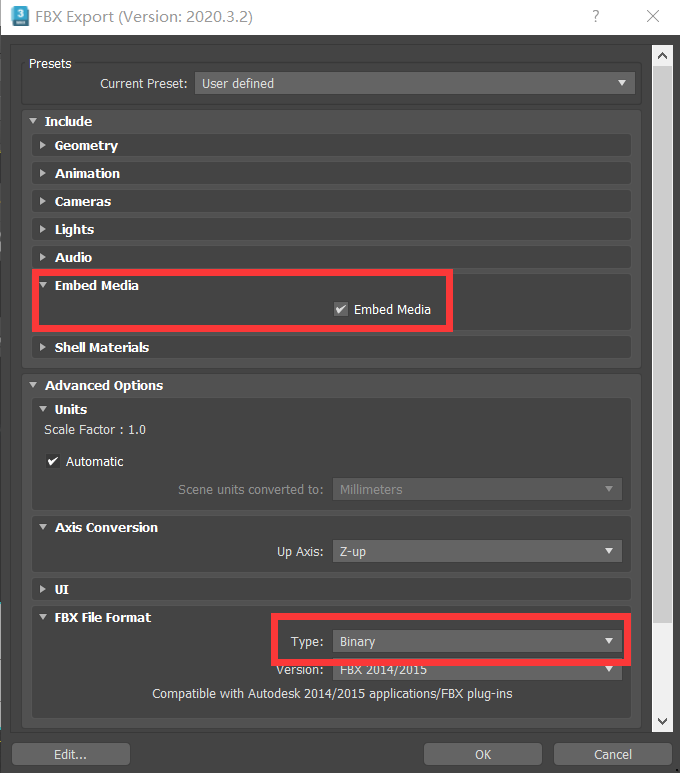 3
FBX Export (Version: 2020.3.2)
?
Presets
Current Preset: User defined
Include
Geometry
Animation
Cameras
Lights
Audio
Embed Media
Embed Media
Shell Materials
Advanced Options
Units
Scale Factor : 1.0
Automatic
Scene units converted to: Millimeters
Axis Conversion
Up Axis: Z-up
UI
FBX File Format
Type: Binary
Version: FBX 2014/2015
Compatible with Autodesk 2014/2015 applications/FBX plug-ins
Edit... OK Cancel